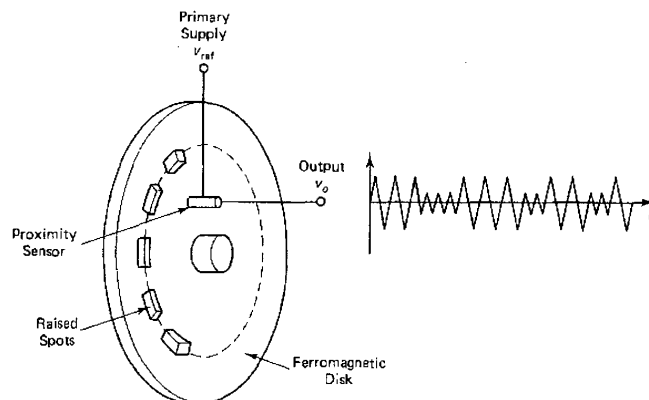 Primary
Supply
v_ref
Output
v_o
Proximity
Sensor
Raised
Spots
Ferromagnetic
Disk